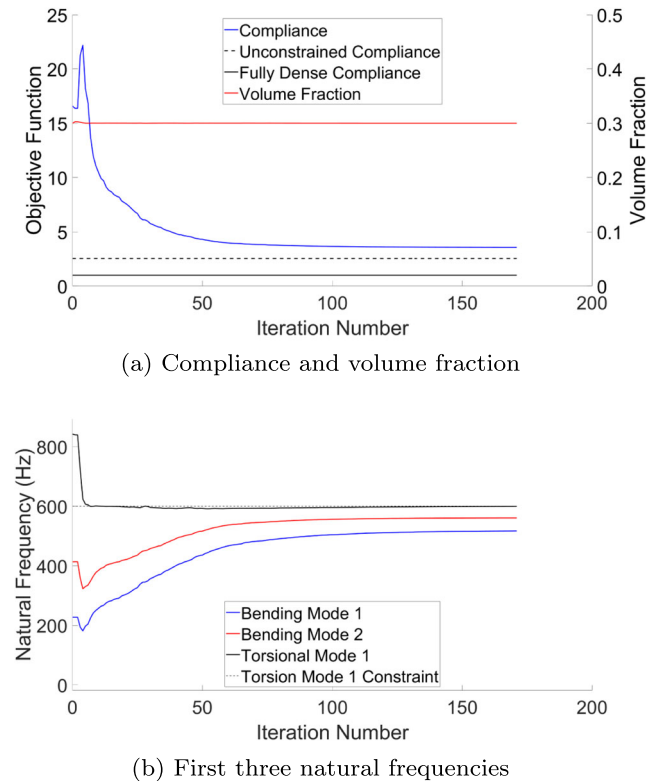 25
20
15
10
5
0
Objective Function
0.5
0.4
0.3
0.2
0.1
0
Volume Fraction
Compliance
Unconstrained Compliance
Fully Dense Compliance
Volume Fraction
0 50 100 150 200
Iteration Number
(a) Compliance and volume fraction
800
600
400
200
0
Natural Frequency (Hz)
Bending Mode 1
Bending Mode 2
Torsional Mode 1
Torsion Mode 1 Constraint
0 50 100 150 200
Iteration Number
(b) First three natural frequencies